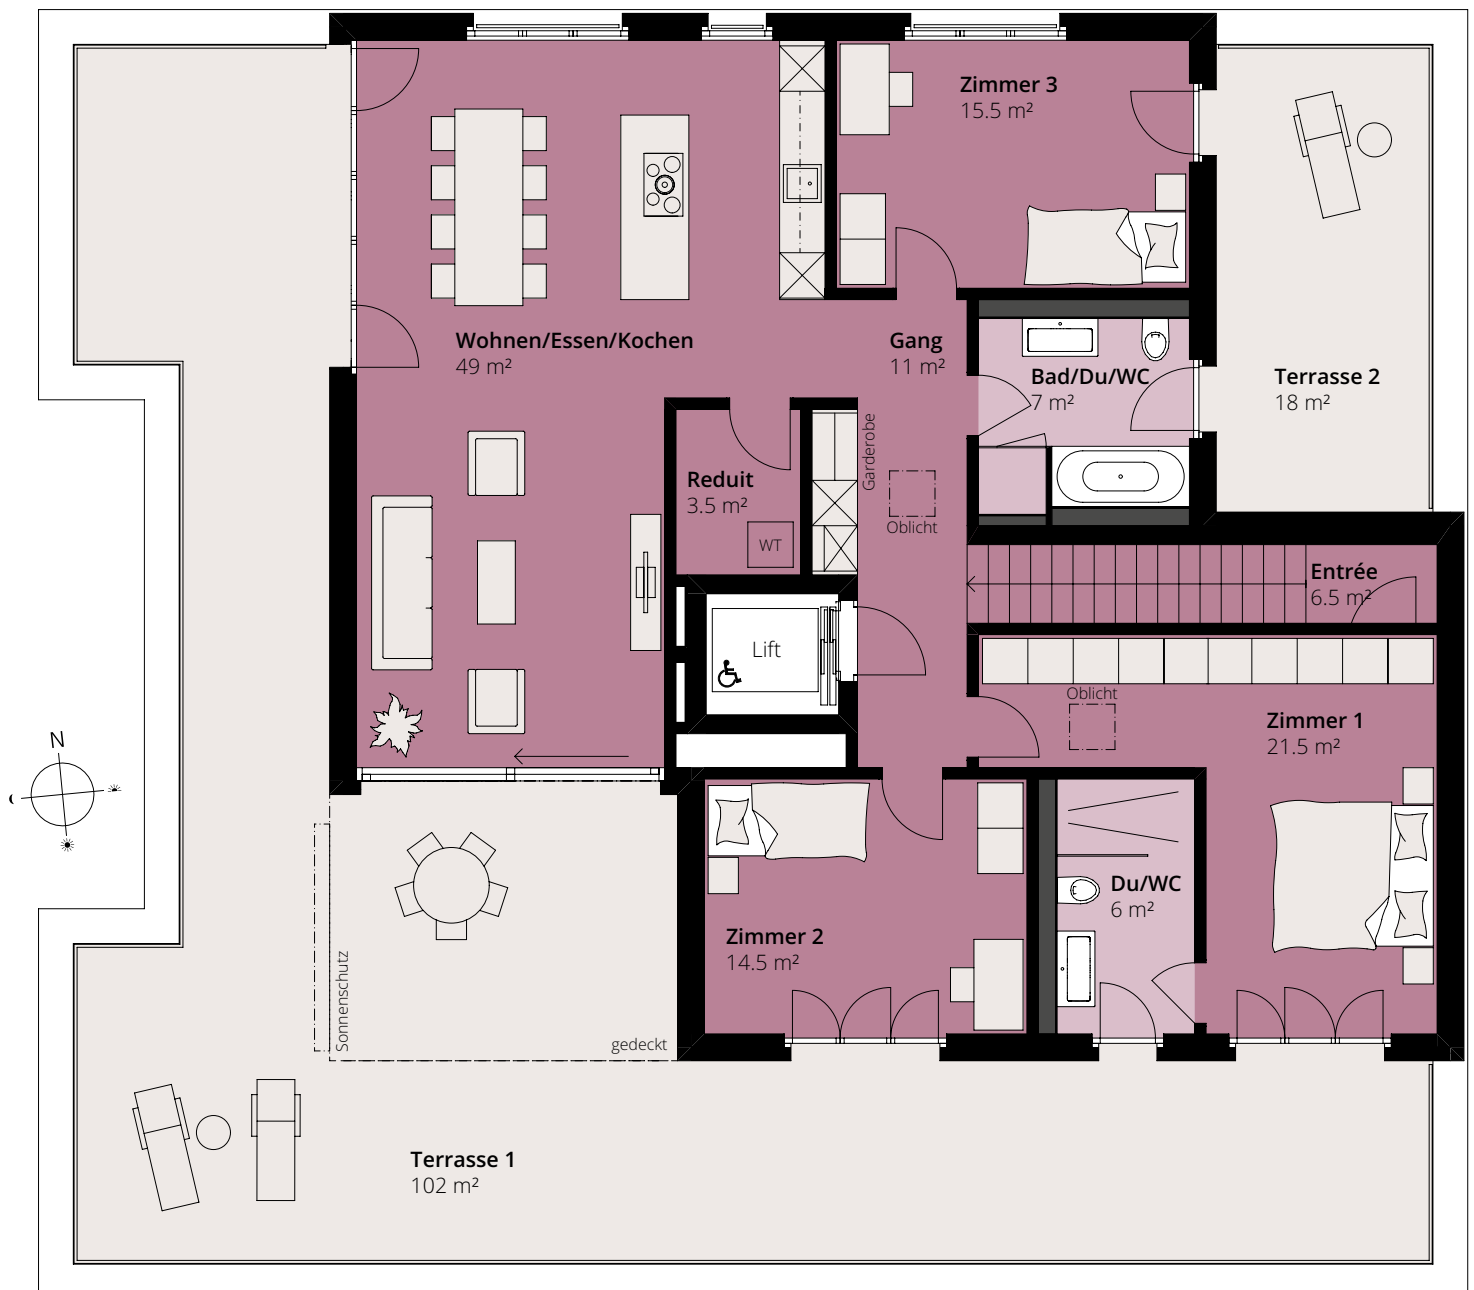 Zimmer 3
15.5 m²
Wohnen/Essen/Kochen
49 m²
Gang
11 m²
Bad/Du/WC
7 m²
Terrasse 2
18 m²
Garderobe
Reduit
3.5 m²
WT
Oblicht
Entrée
6.5 m²
Lift
Oblicht
Zimmer 1
21.5 m²
N
Du/WC
6 m²
Zimmer 2
14.5 m²
Sonnenschutz
gedeckt
Terrasse 1
102 m²